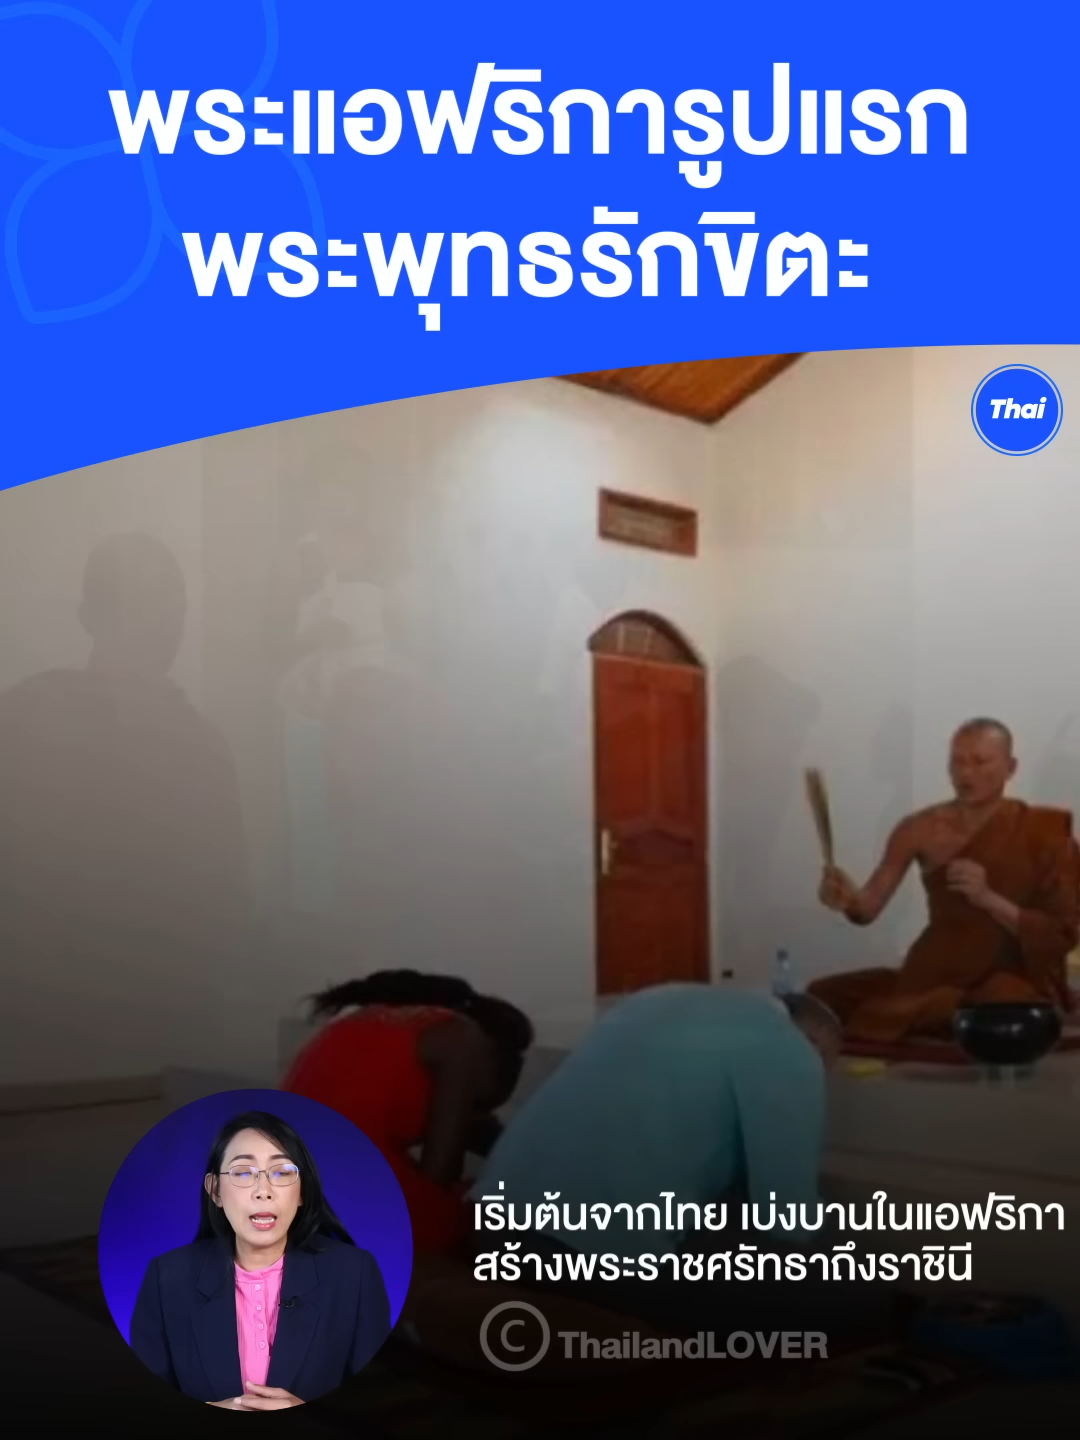 พระแอฟริการูปแรก
พระพุทธรักขิตะ
Thai
เริ่มต้นจากไทย เบ่งบานในแอฟริกา
สร้างพระราชศรัทธาถึงราชินี
© ThailandLOVER